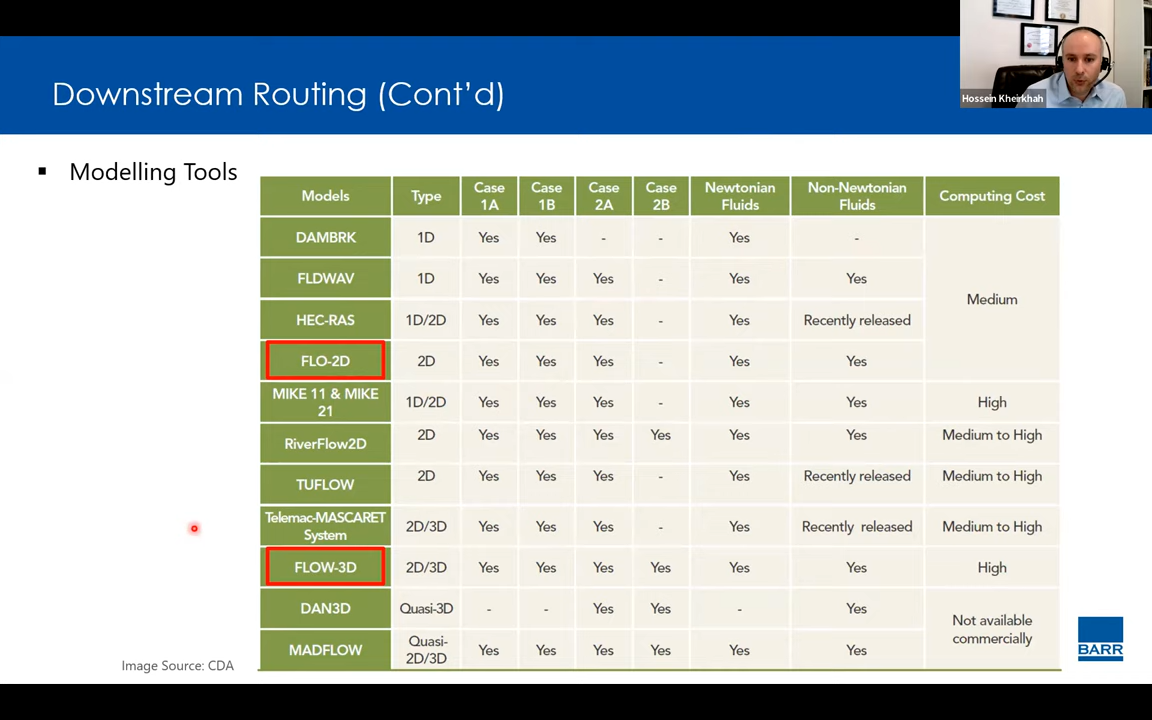 Downstream Routing (Cont'd)
Hossein Kheirkhah
▪ Modelling Tools
Models Type Case 1A Case 1B Case 2A Case 2B Newtonian Fluids Non-Newtonian Fluids Computing Cost
DAMBRK 1D Yes Yes - - Yes - Medium
FLDWAV 1D Yes Yes Yes - Yes Yes
HEC-RAS 1D/2D Yes Yes Yes - Yes Recently released
FLO-2D 2D Yes Yes Yes - Yes Yes
MIKE 11 & MIKE 21 1D/2D Yes Yes Yes - Yes Yes High
RiverFlow2D 2D Yes Yes Yes Yes Yes Yes Medium to High
TUFLOW 2D Yes Yes Yes - Yes Recently released Medium to High
Telemac-MASCARET System 2D/3D Yes Yes Yes - Yes Recently released Medium to High
FLOW-3D 2D/3D Yes Yes Yes Yes Yes Yes High
DAN3D Quasi-3D - - Yes Yes - Yes Not available commercially
MADFLOW Quasi-2D/3D Yes Yes Yes Yes Yes Yes
Image Source: CDA
BARR